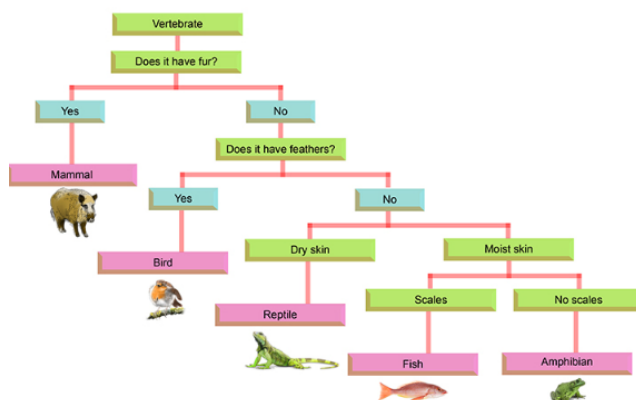 Vertebrate
Does it have fur?
Yes
No
Does it have feathers?
Mammal
Yes
No
Dry skin
Moist skin
Bird
Scales
No scales
Reptile
Fish
Amphibian